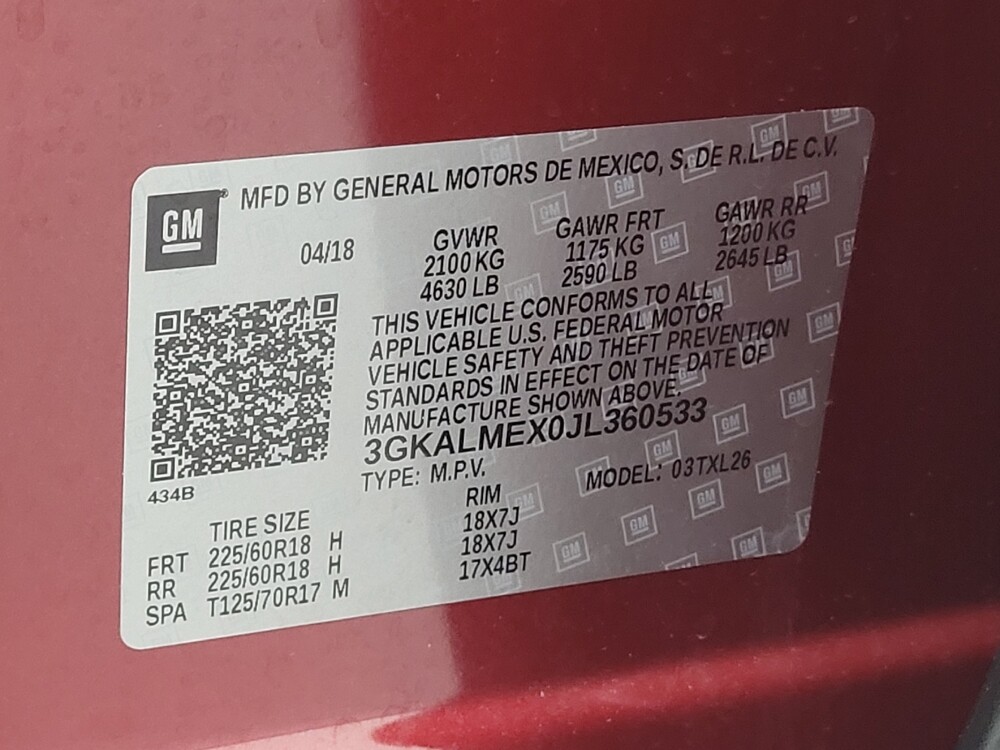 GM
MFD BY GENERAL MOTORS DE MEXICO, S. DE R.L. DE C.V.
04/18
GVWR GAWR FRT GAWR RR
2100 KG 1175 KG 1200 KG
4630 LB 2590 LB 2645 LB
THIS VEHICLE CONFORMS TO ALL
APPLICABLE U.S. FEDERAL MOTOR
VEHICLE SAFETY AND THEFT PREVENTION
STANDARDS IN EFFECT ON THE DATE OF
MANUFACTURE SHOWN ABOVE.
3GKALMEX0JL360533
TYPE: M.P.V. MODEL: 03TXL26
434B
TIRE SIZE RIM
FRT 225/60R18 H 18X7J
RR 225/60R18 H 18X7J
SPA T125/70R17 M 17X4BT